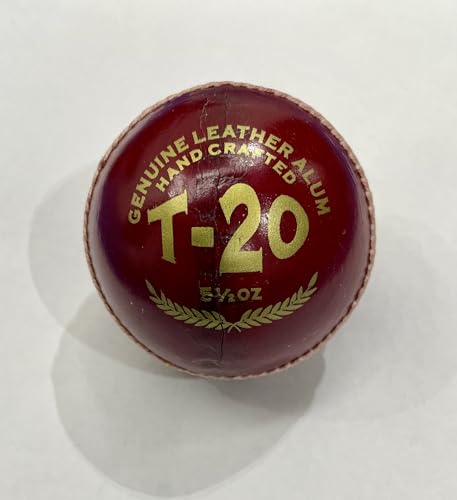 GENUINE LEATHER ALUM
HAND CRAFTED
T-20
5½OZ